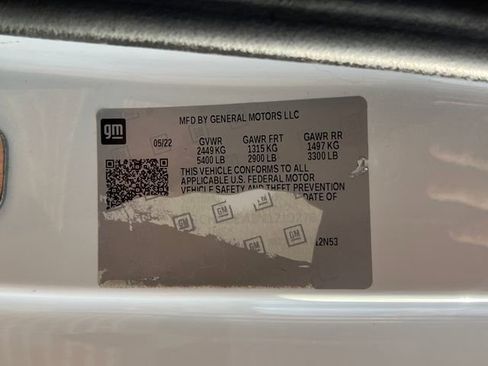 gm
MFD BY GENERAL MOTORS LLC
05/22 GVWR GAWR FRT GAWR RR
2449 KG 1315 KG 1497 KG
5400 LB 2900 LB 3300 LB
THIS VEHICLE CONFORMS TO ALL
APPLICABLE U.S. FEDERAL MOTOR
VEHICLE SAFETY AND THEFT PREVENTION
DATE OF
GM
GM
GM
GM
12N53